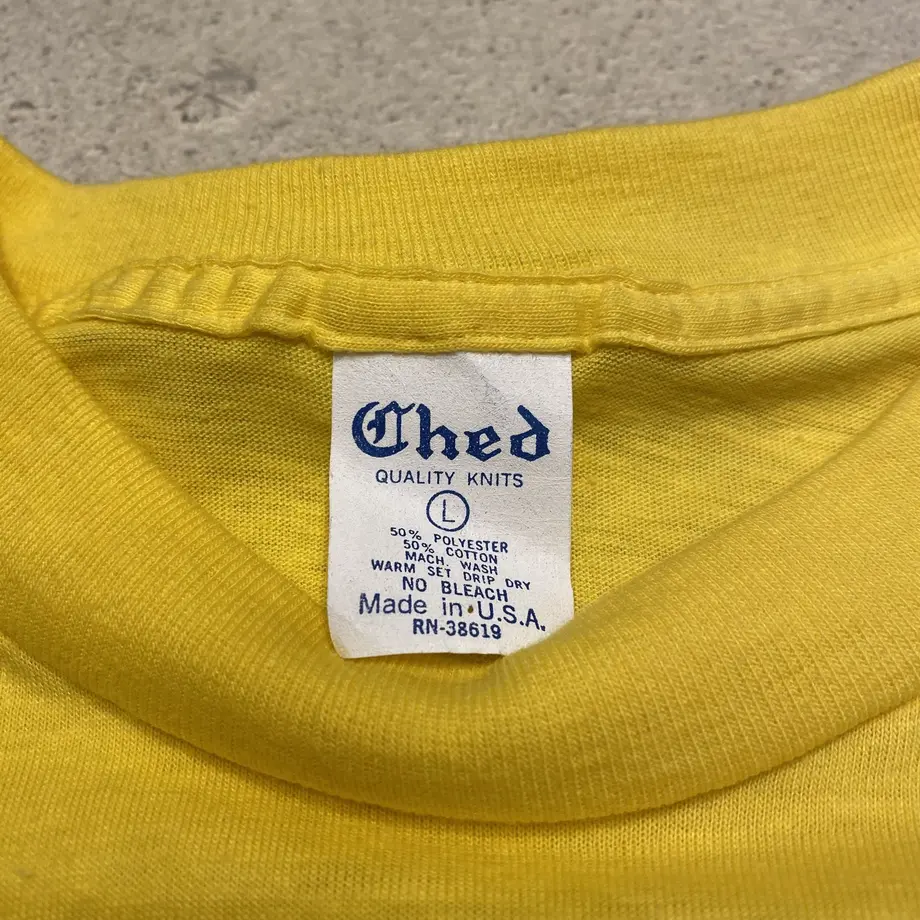 Ched
QUALITY KNITS
L
50% POLYESTER
50% COTTON
MACH. WASH
WARM SET DRIP DRY
NO BLEACH
Made in U.S.A.
RN-38619